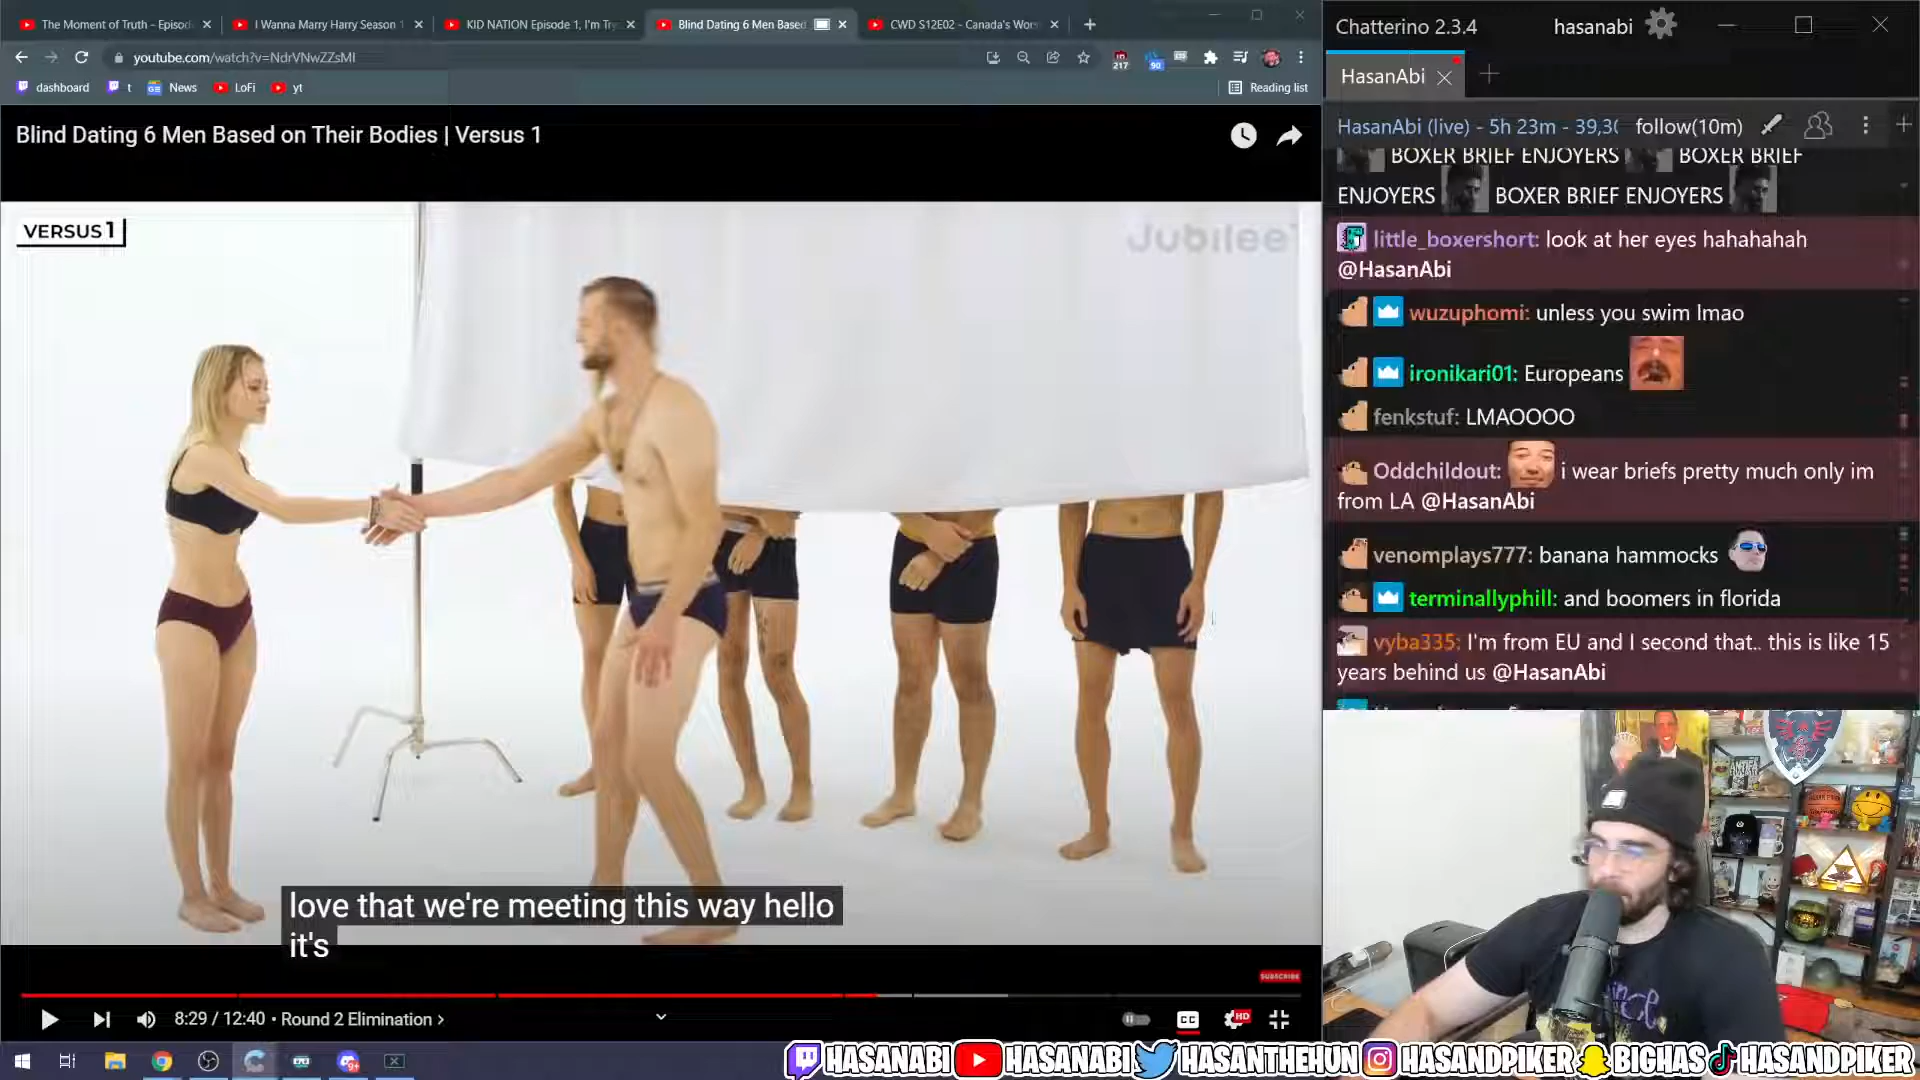 The Moment of Truth - Episod
I Wanna Marry Harry Season 1
KID NATION Episode 1, I'm Try
Blind Dating 6 Men Based
CWD S12E02 - Canada's Wors
youtube.com/watch?v=NdrVNwZZsMI
217
90
dashboard
t
News
LoFi
yt
Reading list
Blind Dating 6 Men Based on Their Bodies | Versus 1
VERSUS 1
Jubilee
love that we're meeting this way hello
it's
SUBSCRIBE
8:29 / 12:40 • Round 2 Elimination ›
CC
HD
Chatterino 2.3.4
hasanabi
HasanAbi
HasanAbi (live) - 5h 23m - 39,3
follow(10m)
BOXER BRIEF ENJOYERS BOXER BRIEF
ENJOYERS BOXER BRIEF ENJOYERS
little_boxershort: look at her eyes hahahahah
@HasanAbi
wuzuphomi: unless you swim lmao
ironikari01: Europeans
fenkstuf: LMAOOOO
Oddchildout: i wear briefs pretty much only im
from LA @HasanAbi
venomplays777: banana hammocks
terminallyphill: and boomers in florida
vyba335: I'm from EU and I second that.. this is like 15
years behind us @HasanAbi
HASANABI HASANABI HASANTHEHUN HASANDPIKER BIGHAS HASANDPIKER